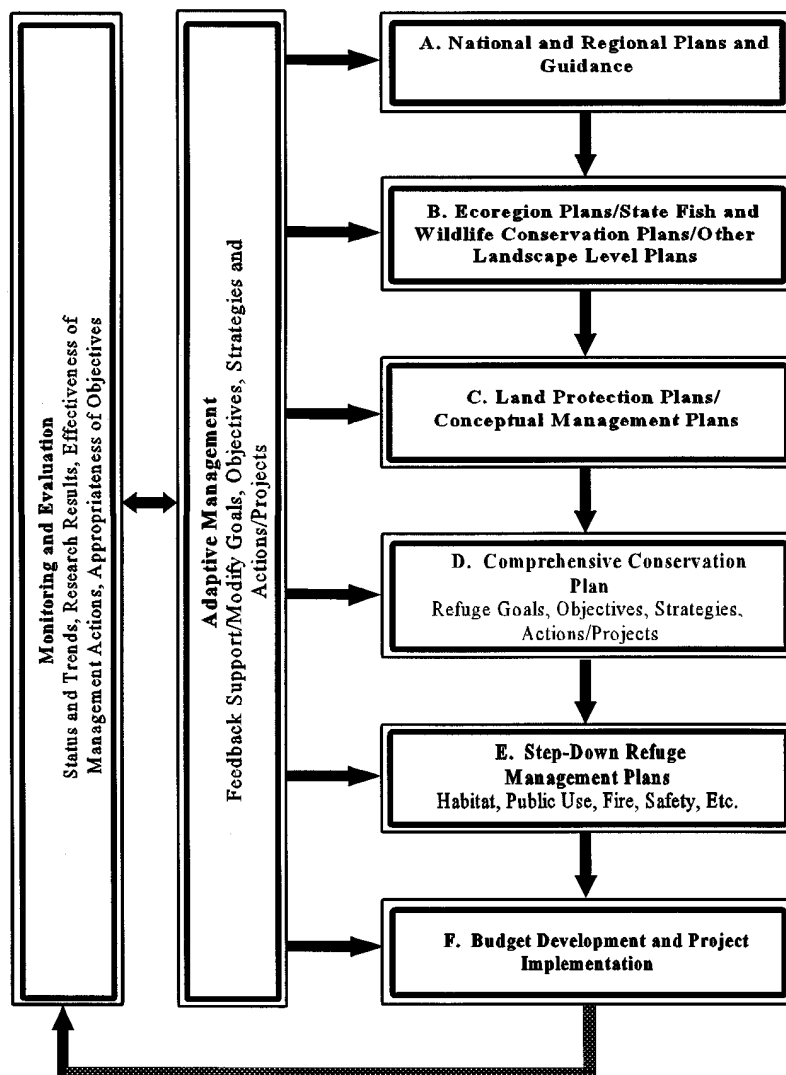 Monitoring and Evaluation
Status and Trends, Research Results, Effectiveness of
Management Actions, Appropriateness of Objectives
Adaptive Management
Feedback Support/Modify Goals, Objectives, Strategies and
Actions/Projects
A. National and Regional Plans and
Guidance
B. Ecoregion Plans/State Fish and
Wildlife Conservation Plans/Other
Landscape Level Plans
C. Land Protection Plans/
Conceptual Management Plans
D. Comprehensive Conservation
Plan
Refuge Goals, Objectives, Strategies,
Actions/Projects
E. Step-Down Refuge
Management Plans
Habitat, Public Use, Fire, Safety, Etc.
F. Budget Development and Project
Implementation